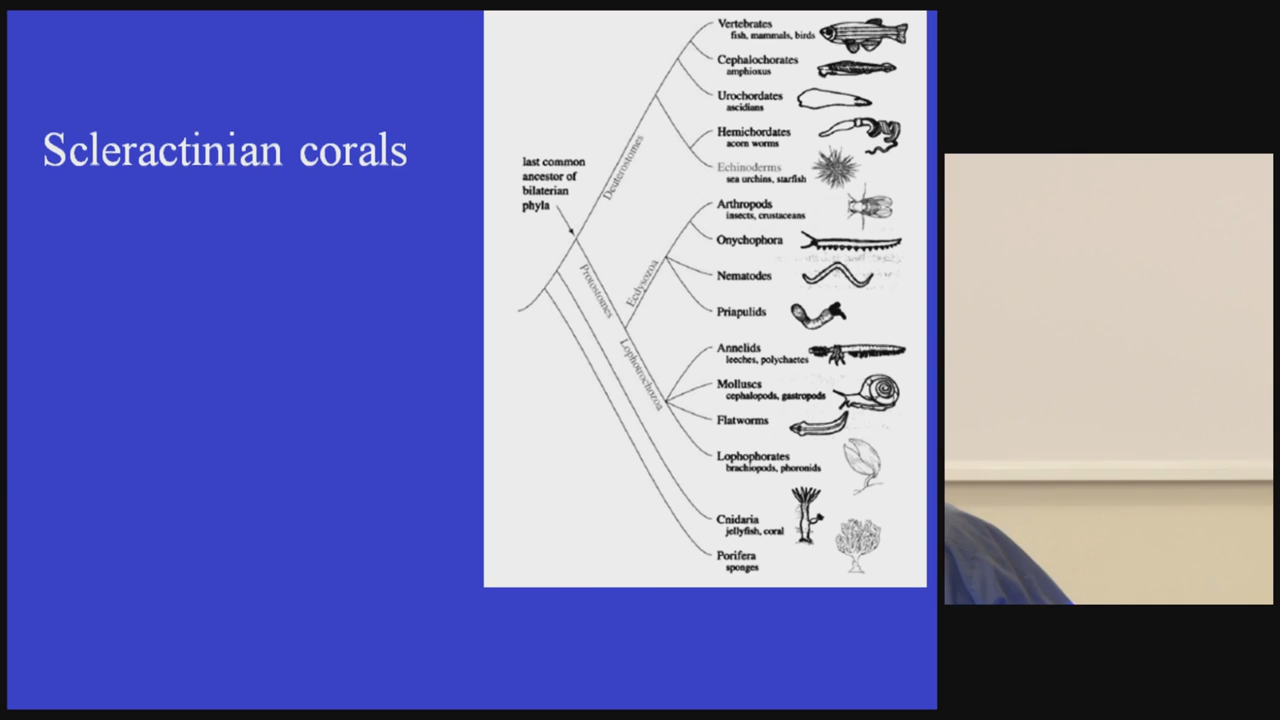 Scleractinian corals
last common
ancestor of
bilaterian
phyla
Deuterostomes
Protostomes
Ecdysozoa
Lophotrochozoa
Vertebrates
fish, mammals, birds
Cephalochorates
amphioxus
Urochordates
ascidians
Hemichordates
acorn worms
Echinoderms
sea urchins, starfish
Arthropods
insects, crustaceans
Onychophora
Nematodes
Priapulids
Annelids
leeches, polychaetes
Molluscs
cephalopods, gastropods
Flatworms
Lophophorates
brachiopods, phoronids
Cnidaria
jellyfish, coral
Porifera
sponges